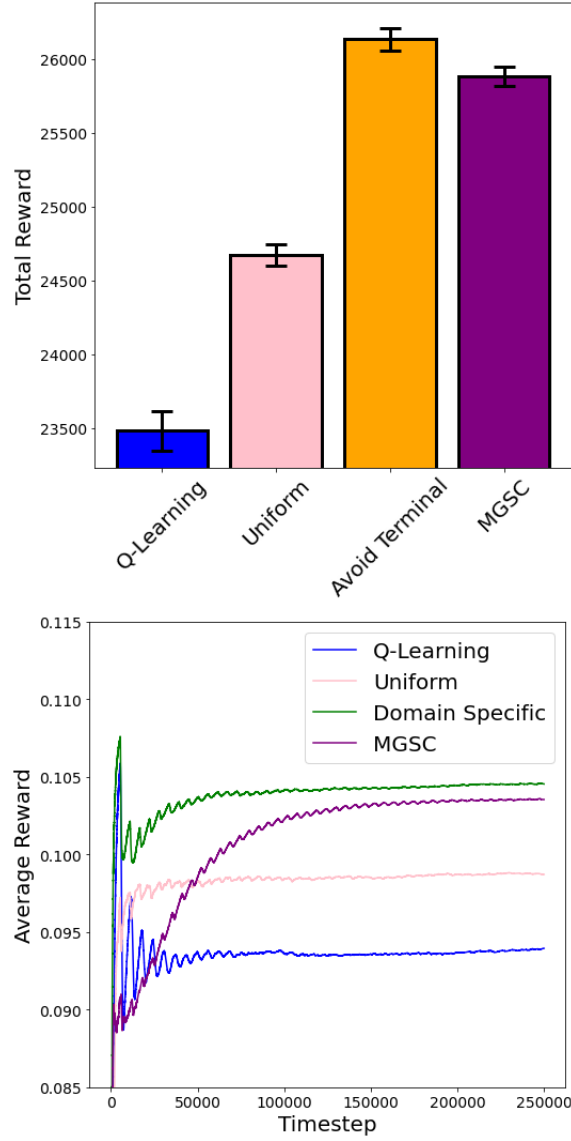 Total Reward
26000
25500
25000
24500
24000
23500
Q-Learning
Uniform
Avoid Terminal
MGSC
Average Reward
0.115
0.110
0.105
0.100
0.095
0.090
0.085
Q-Learning
Uniform
Domain Specific
MGSC
0
50000
100000
150000
200000
250000
Timestep